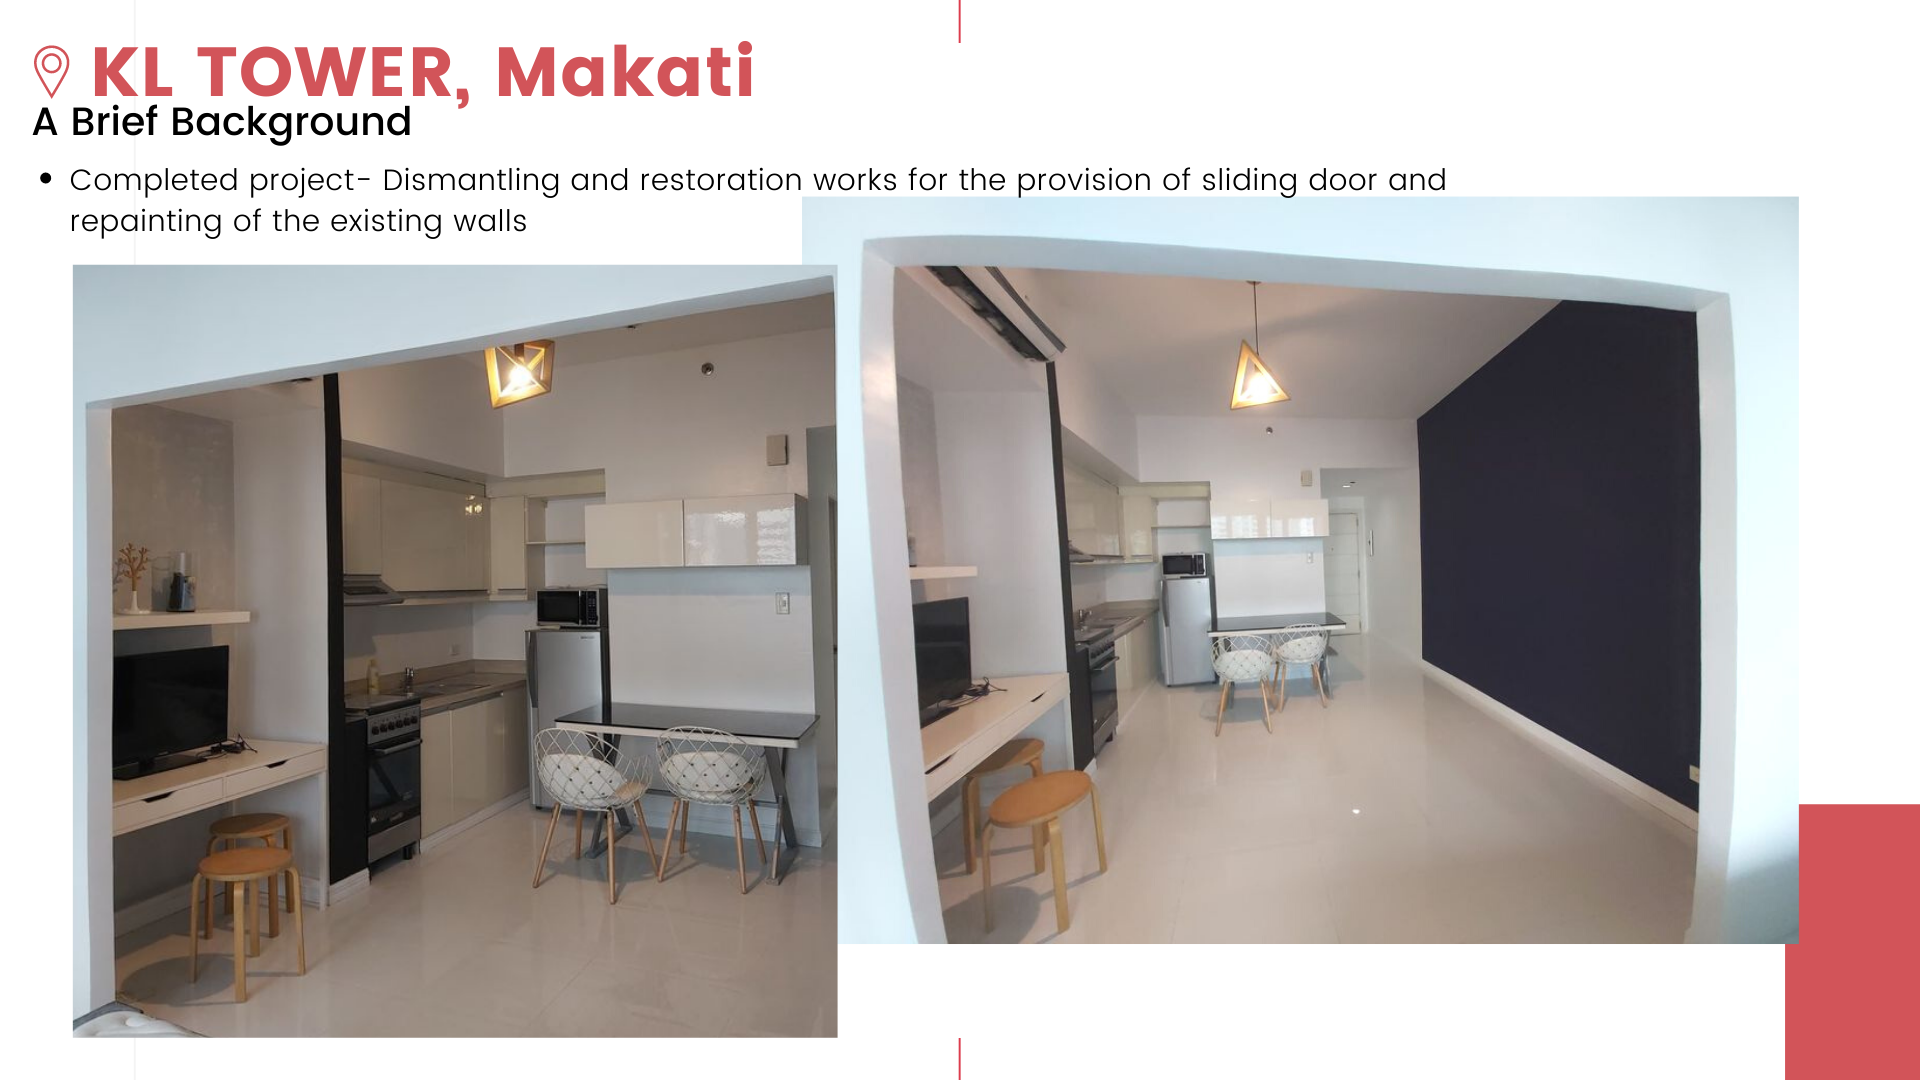 KL TOWER, Makati
A Brief Background
• Completed project- Dismantling and restoration works for the provision of sliding door and
repainting of the existing walls